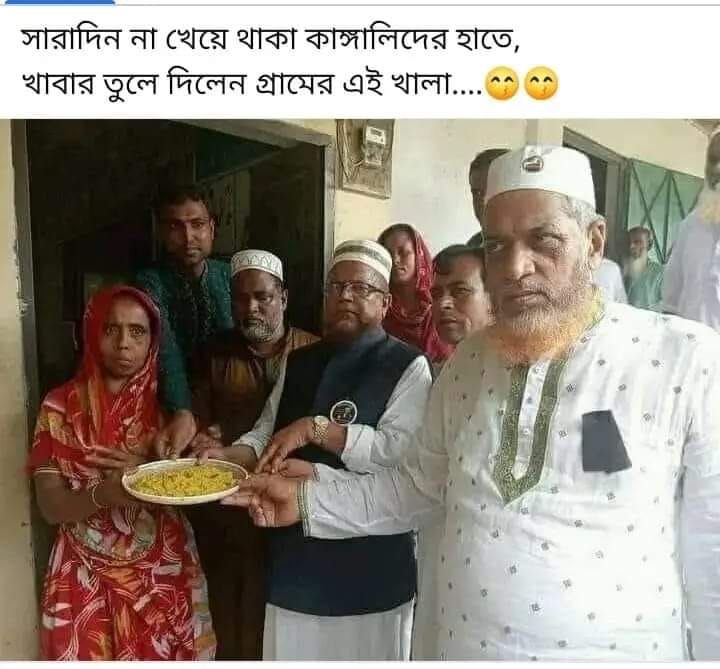 সারাদিন না খেয়ে থাকা কাঙ্গালিদের হাতে,
খাবার তুলে দিলেন গ্রামের এই খালা....😙😙